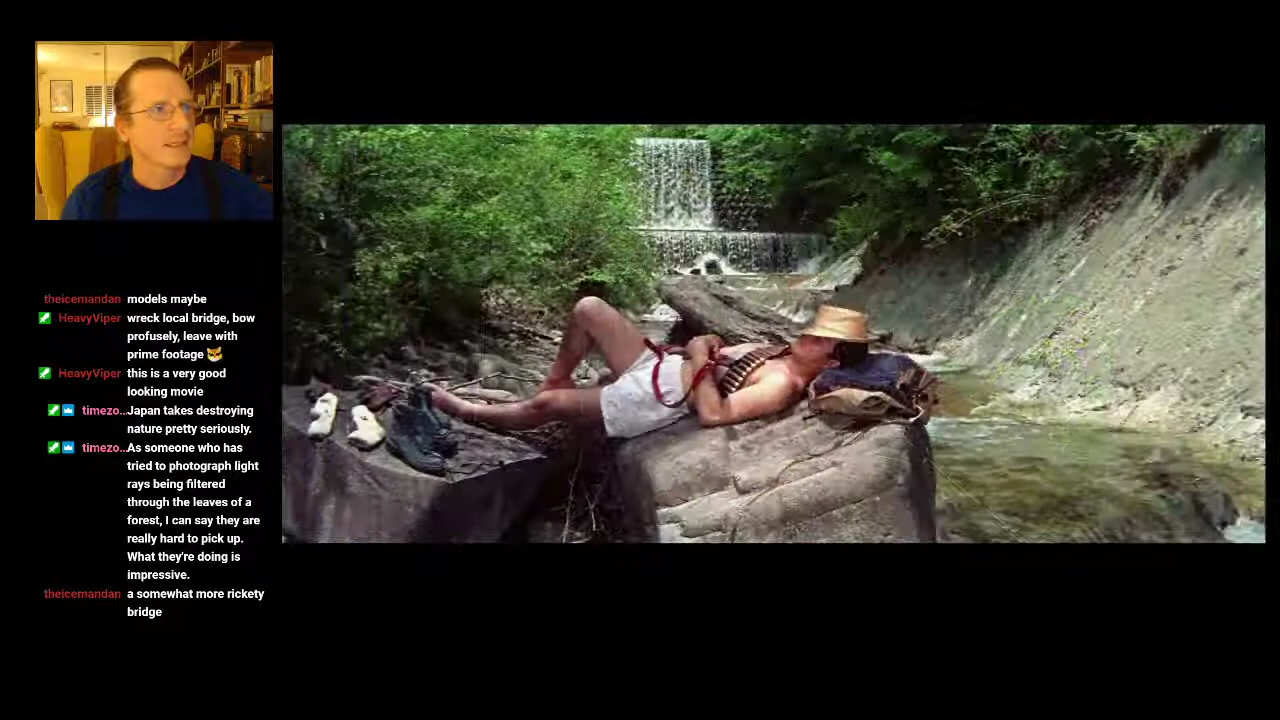 theicemandan models maybe
HeavyViper wreck local bridge, bow
profusely, leave with
prime footage
HeavyViper this is a very good
looking movie
timezo... Japan takes destroying
nature pretty seriously.
timezo... As someone who has
tried to photograph light
rays being filtered
through the leaves of a
forest, I can say they are
really hard to pick up.
What they're doing is
impressive.
theicemandan a somewhat more rickety
bridge